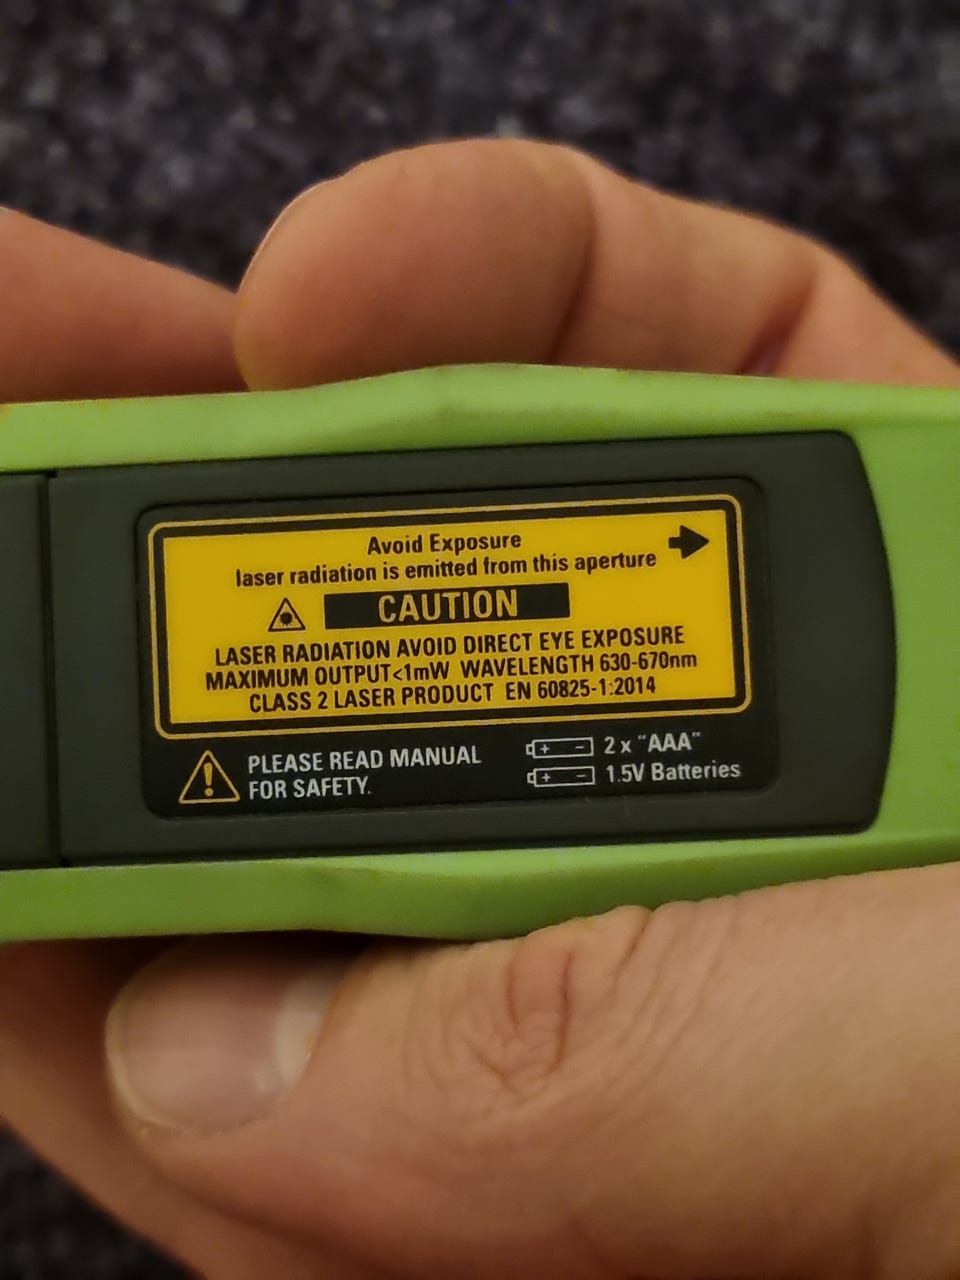 Avoid Exposure
laser radiation is emitted from this aperture
CAUTION
LASER RADIATION AVOID DIRECT EYE EXPOSURE
MAXIMUM OUTPUT<1mW WAVELENGTH 630-670nm
CLASS 2 LASER PRODUCT EN 60825-1:2014
PLEASE READ MANUAL
FOR SAFETY.
2 x "AAA"
1.5V Batteries